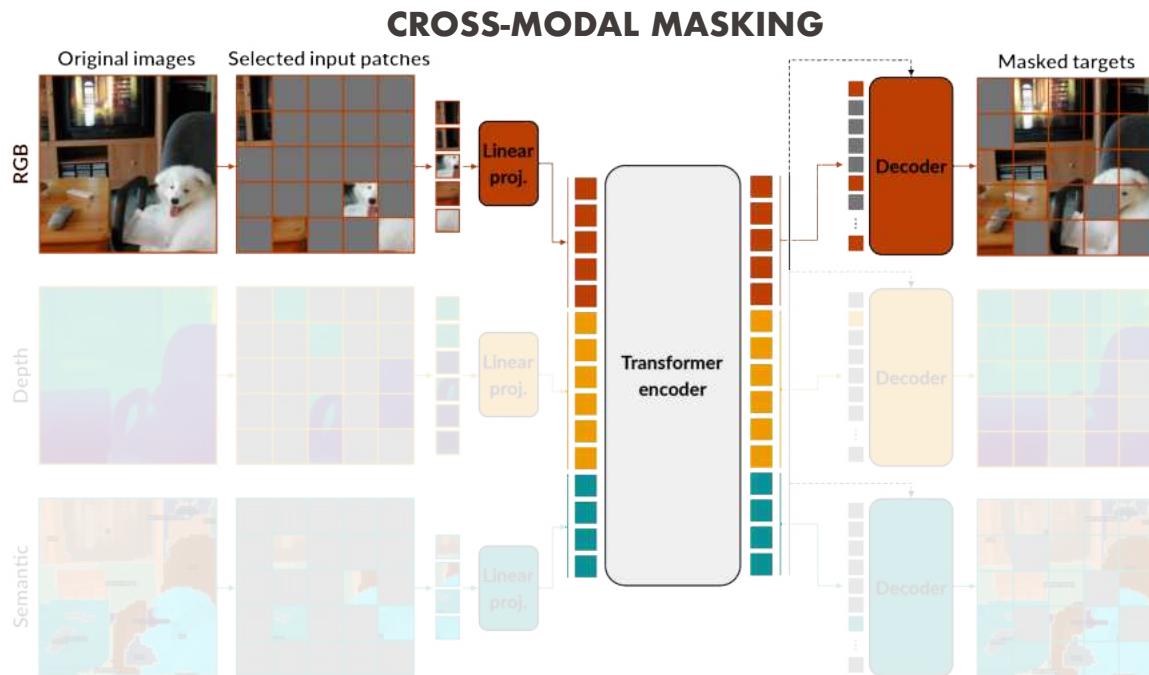 CROSS-MODAL MASKING
Original images
Selected input patches
Masked targets
RGB
Linear
proj.
Decoder
Transformer
encoder
Depth
Linear
proj.
Decoder
Semantic
Linear
proj.
Decoder